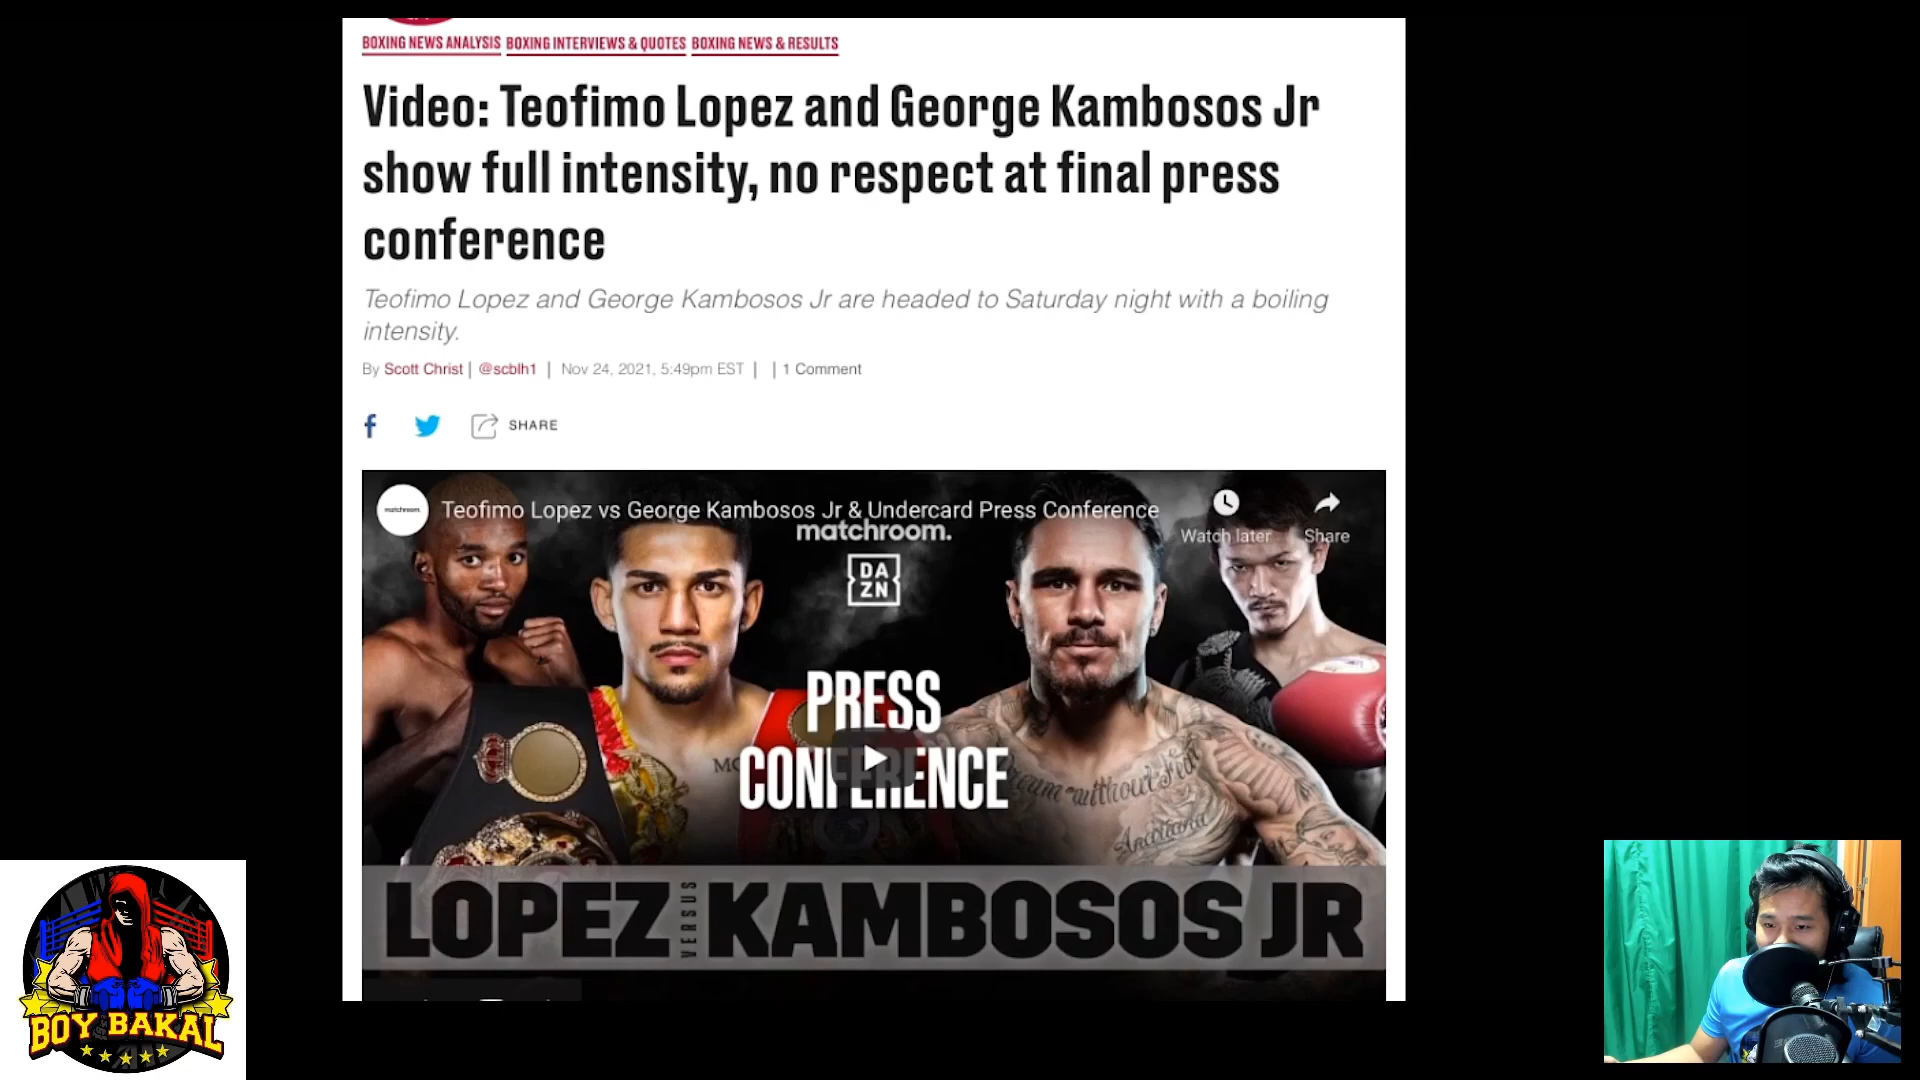 BOXING NEWS ANALYSIS BOXING INTERVIEWS & QUOTES BOXING NEWS & RESULTS
Video: Teofimo Lopez and George Kambosos Jr
show full intensity, no respect at final press
conference
Teofimo Lopez and George Kambosos Jr are headed to Saturday night with a boiling
intensity.
By Scott Christ | @scblh1 | Nov 24, 2021, 5:49pm EST | | 1 Comment
SHARE
matchroom.
Teofimo Lopez vs George Kambosos Jr & Undercard Press Conference
Watch later
Share
matchroom.
DA
ZN
PRESS
CONFERENCE
LOPEZ VERSUS KAMBOSOS JR
BOY BAKAL